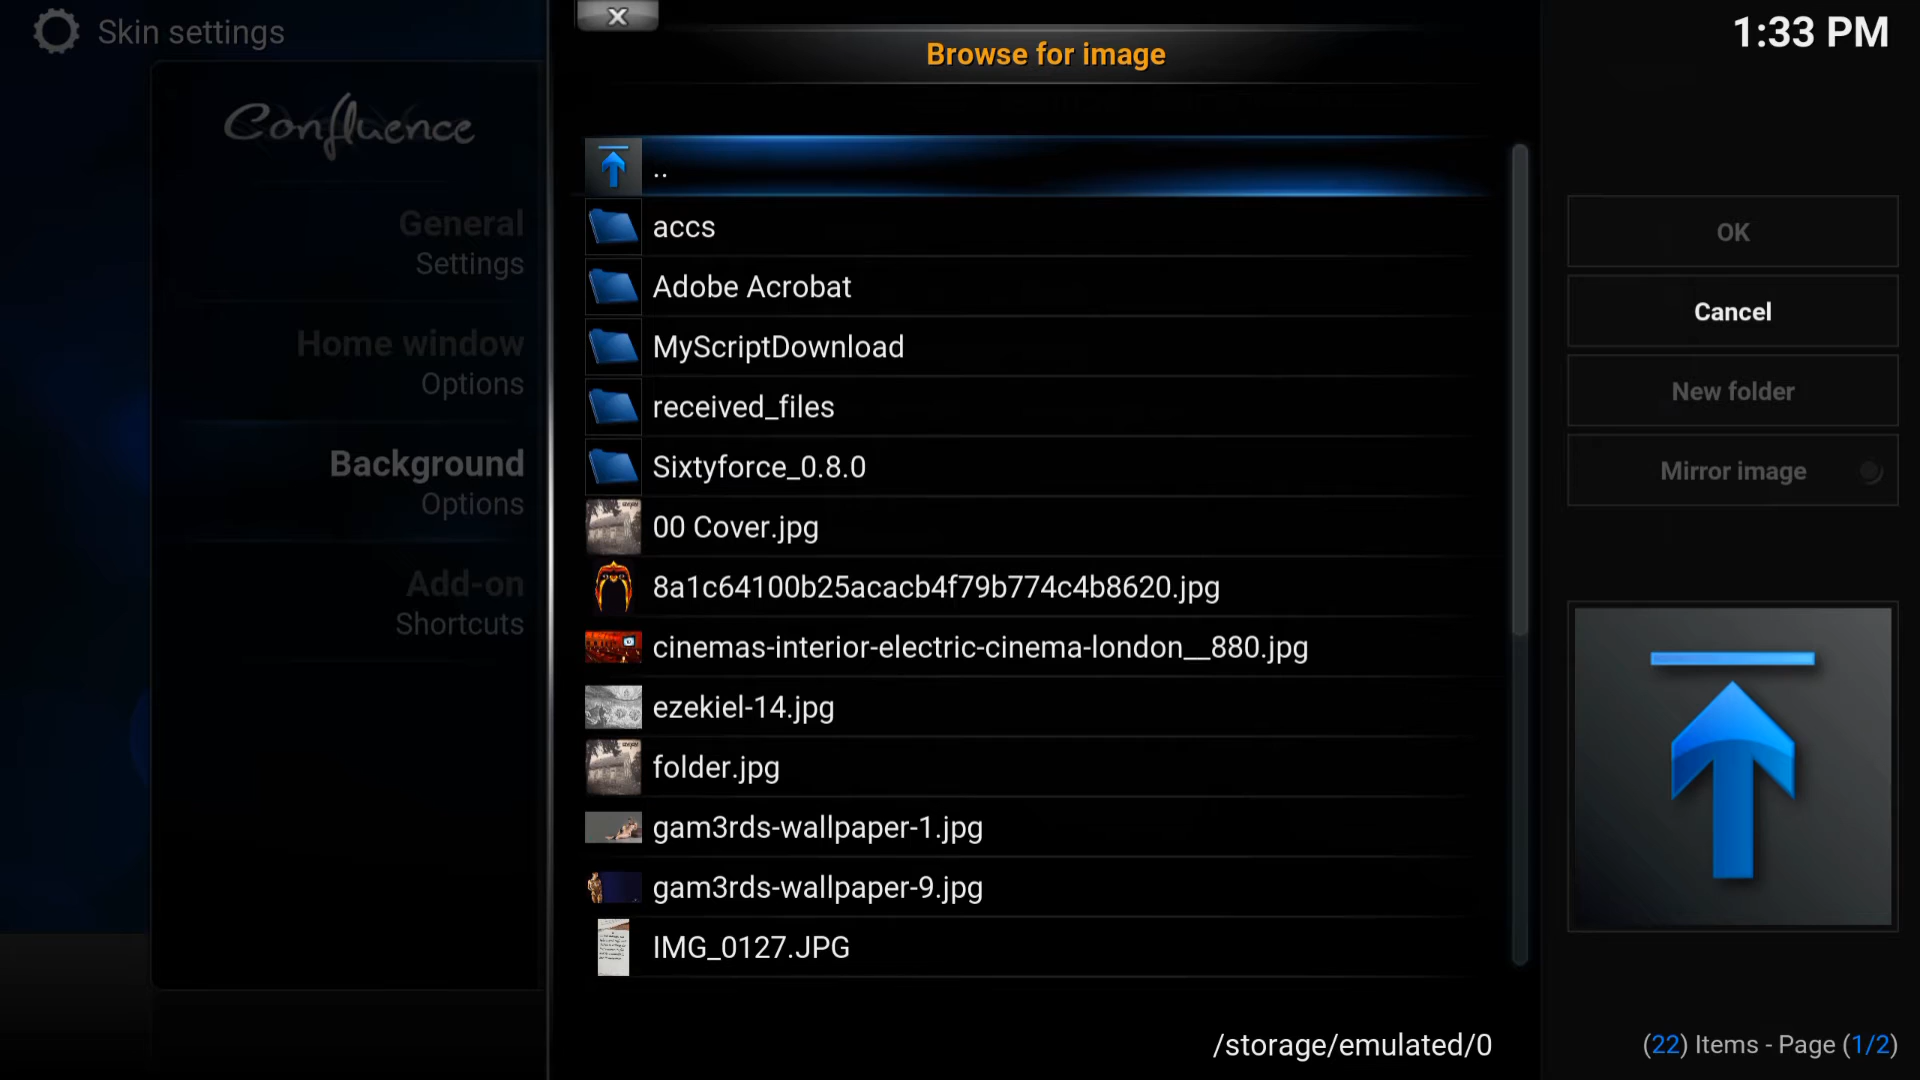 Skin settings
X
Browse for image
1:33 PM
Confluence
General
Settings
Home window
Options
Background
Options
Add-on
Shortcuts
..
accs
Adobe Acrobat
MyScriptDownload
received_files
Sixtyforce_0.8.0
00 Cover.jpg
8a1c64100b25acacb4f79b774c4b8620.jpg
cinemas-interior-electric-cinema-london__880.jpg
ezekiel-14.jpg
folder.jpg
gam3rds-wallpaper-1.jpg
gam3rds-wallpaper-9.jpg
IMG_0127.JPG
OK
Cancel
New folder
Mirror image
/storage/emulated/0
(22) Items - Page (1/2)